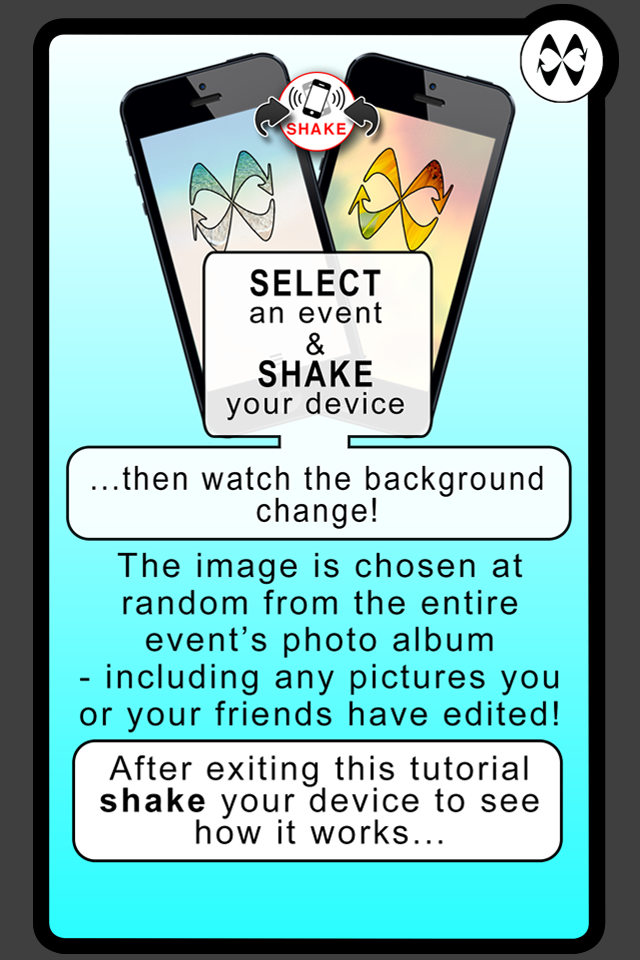 SHAKE
SELECT
an event
&
SHAKE
your device
...then watch the background
change!
The image is chosen at
random from the entire
event’s photo album
- including any pictures you
or your friends have edited!
After exiting this tutorial
shake your device to see
how it works...